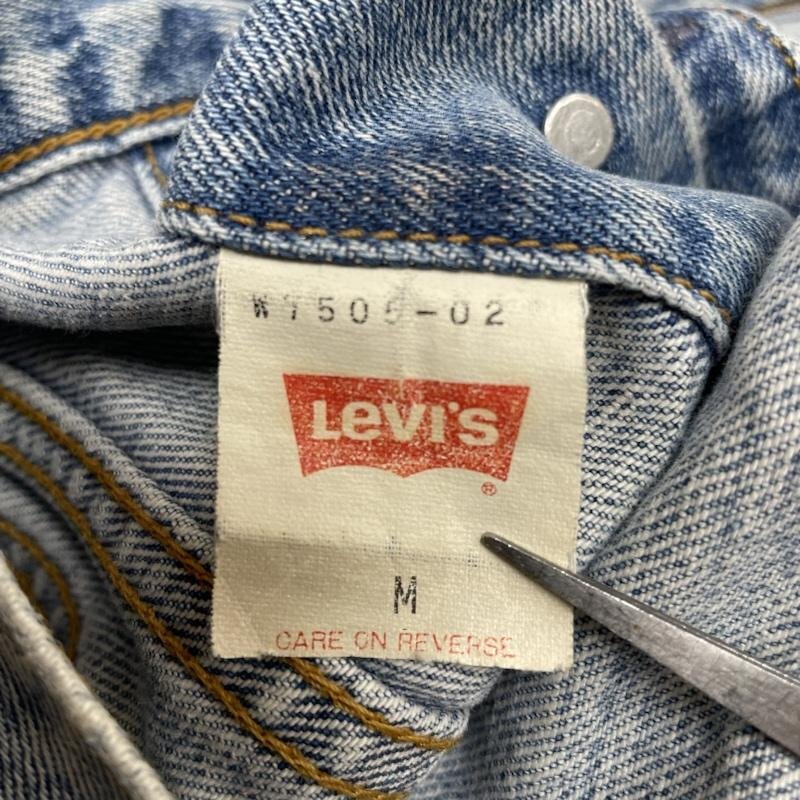 W7505-02
LEVI'S
®
M
CARE ON REVERSE